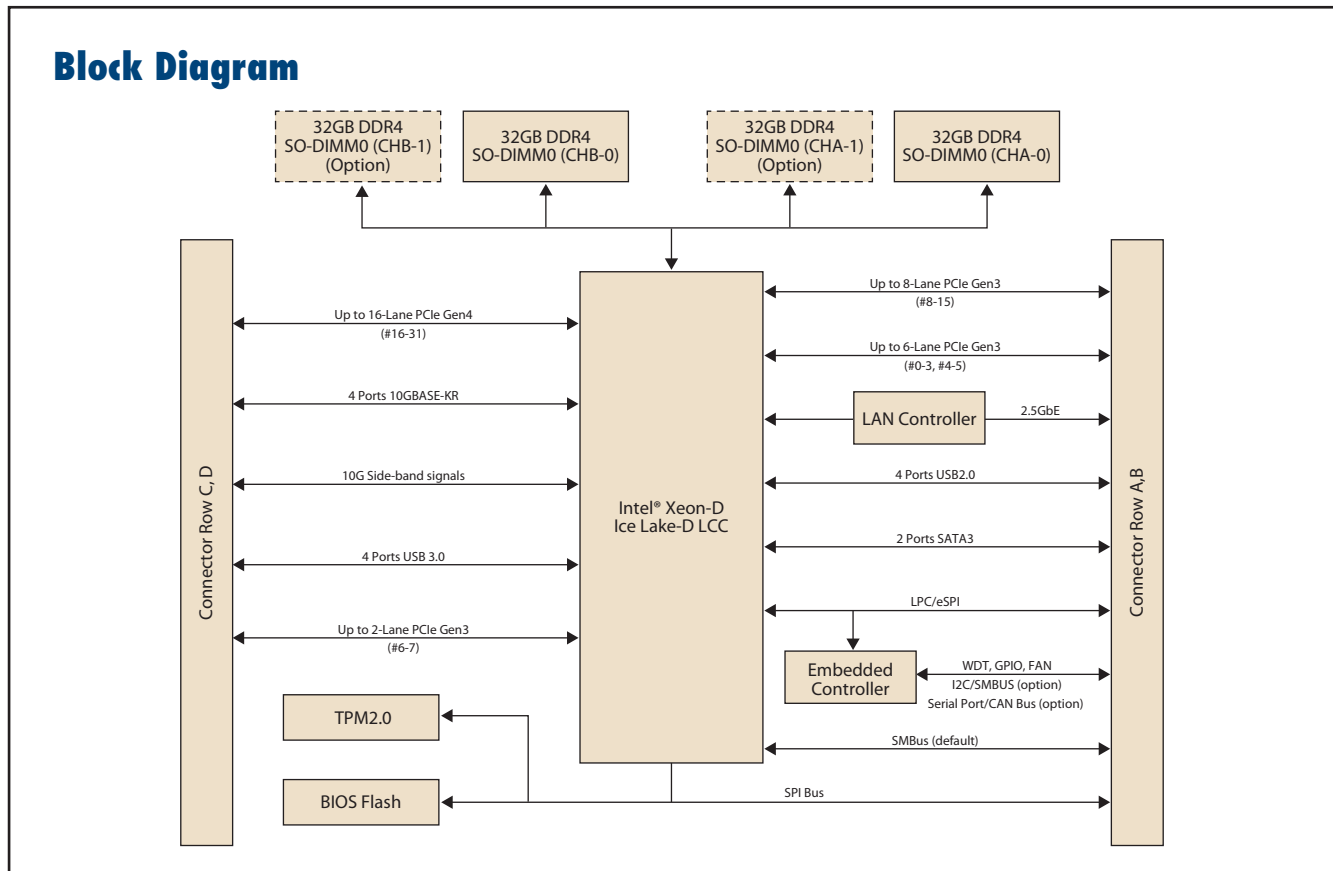 Block Diagram
32GB DDR4
SO-DIMM0 (CHB-1)
(Option)
32GB DDR4
SO-DIMM0 (CHB-0)
32GB DDR4
SO-DIMM0 (CHA-1)
(Option)
32GB DDR4
SO-DIMM0 (CHA-0)
Connector Row C, D
Up to 16-Lane PCIe Gen4
(#16-31)
4 Ports 10GBASE-KR
10G Side-band signals
4 Ports USB 3.0
Up to 2-Lane PCIe Gen3
(#6-7)
TPM2.0
BIOS Flash
Intel® Xeon-D
Ice Lake-D LCC
Up to 8-Lane PCIe Gen3
(#8-15)
Up to 6-Lane PCIe Gen3
(#0-3, #4-5)
LAN Controller
2.5GbE
4 Ports USB2.0
2 Ports SATA3
LPC/eSPI
Embedded
Controller
WDT, GPIO, FAN
I2C/SMBUS (option)
Serial Port/CAN Bus (option)
SMBus (default)
SPI Bus
Connector Row A,B